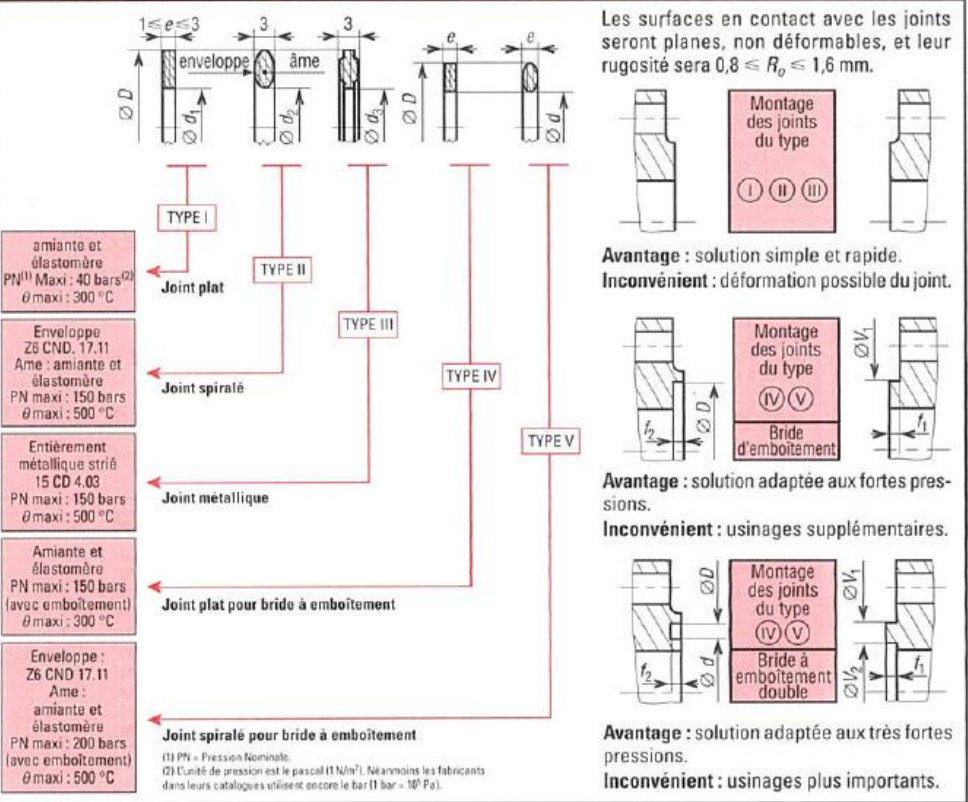 1 ≤ e ≤ 3
3
3
e
e
enveloppe
âme
Ø D
Ø d₁
Ø d₂
Ø d₃
Ø D
Ø d
TYPE I
TYPE II
TYPE III
TYPE IV
TYPE V
amiante et
élastomère
PN⁽¹⁾ Maxi : 40 bars⁽²⁾
θ maxi : 300 °C
Joint plat
Enveloppe
Z6 CND. 17.11
Ame : amiante et
élastomère
PN maxi : 150 bars
θ maxi : 500 °C
Joint spiralé
Entièrement
métallique strié
15 CD 4.03
PN maxi : 150 bars
θ maxi : 500 °C
Joint métallique
Amiante et
élastomère
PN maxi : 150 bars
(avec emboîtement)
θ maxi : 300 °C
Joint plat pour bride à emboîtement
Enveloppe :
Z6 CND 17.11
Ame :
amiante et
élastomère
PN maxi : 200 bars
(avec emboîtement)
θ maxi : 500 °C
Joint spiralé pour bride à emboîtement
(1) PN = Pression Nominale.
(2) L'unité de pression est le pascal (1 N/m²). Néanmoins les fabricants
dans leurs catalogues utilisent encore le bar (1 bar = 10⁵ Pa).
Les surfaces en contact avec les joints
seront planes, non déformables, et leur
rugosité sera 0,8 ≤ Rₐ ≤ 1,6 mm.
Montage
des joints
du type
I II III
Avantage : solution simple et rapide.
Inconvénient : déformation possible du joint.
Montage
des joints
du type
IV V
Bride
d'emboîtement
f₂
Ø D
Ø V₁
f₁
Avantage : solution adaptée aux fortes pres-
sions.
Inconvénient : usinages supplémentaires.
Montage
des joints
du type
IV V
Bride à
emboîtement
double
f₂
Ø D
Ø d
Ø V₁
Ø V₂
f₁
Avantage : solution adaptée aux très fortes
pressions.
Inconvénient : usinages plus importants.